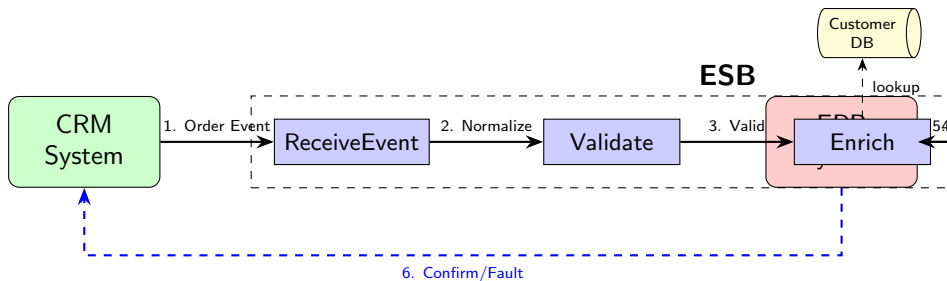 Customer
DB
ESB
lookup
CRM
System
1. Order Event
ReceiveEvent
2. Normalize
Validate
3. Valid
Enrich
6. Confirm/Fault